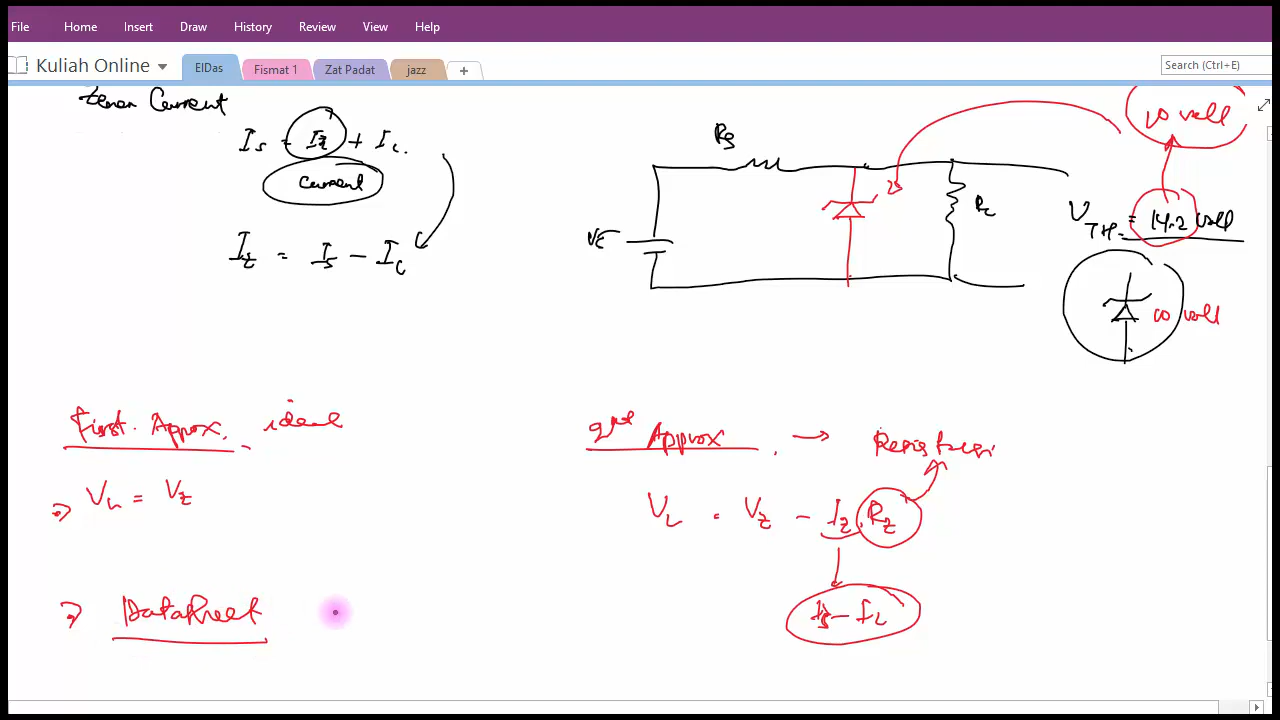 File Home Insert Draw History Review View Help
Kuliah Online ElDas Fismat 1 Zat Padat jazz + Search (Ctrl+E)
Zener Current
Is = Iz + IL
Current
Iz = Is - IL
10 volt
Rs
VS
RL
VTH = 14.2 volt
10 volt
First Approx. ideal
⇒ VL = Vz
2nd Approx → Resistansi
VL = Vz - Iz.Rz
Is - IL
⇒ Datasheet